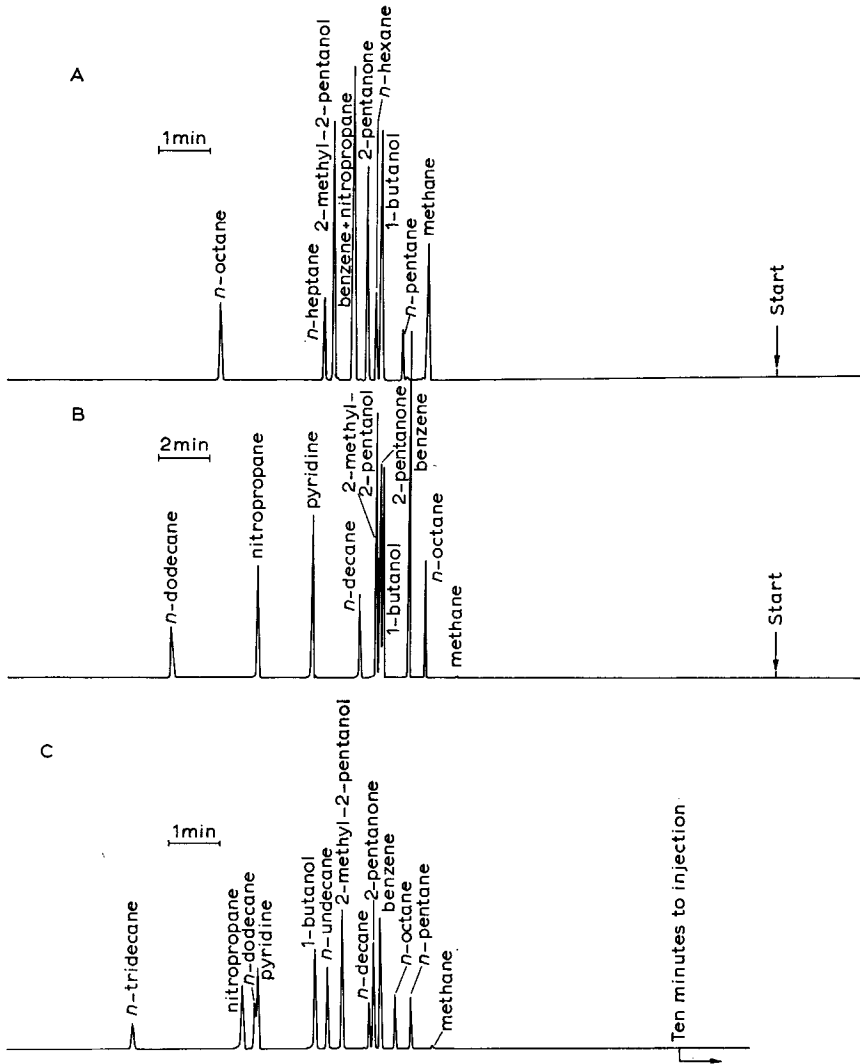 A
1min
n-octane
n-heptane
2-methyl-2-pentanol
benzene+nitropropane
2-pentanone
n-hexane
1-butanol
n-pentane
methane
Start
B
2min
n-dodecane
nitropropane
pyridine
n-decane
2-methyl-
2-pentanol
1-butanol
2-pentanone
benzene
n-octane
methane
Start
C
1min
n-tridecane
nitropropane
n-dodecane
pyridine
1-butanol
n-undecane
2-methyl-2-pentanol
n-decane
2-pentanone
benzene
n-octane
n-pentane
methane
Ten minutes to injection